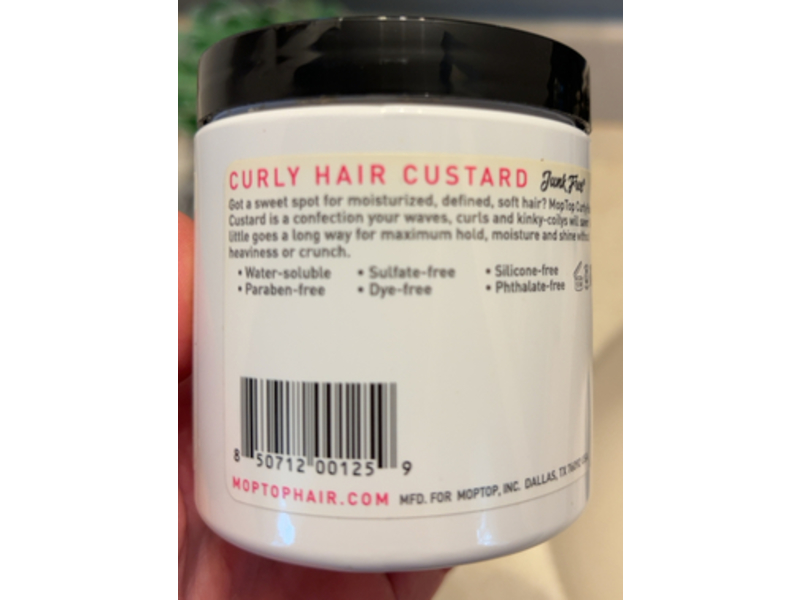 CURLY HAIR CUSTARD Junk Free!
Got a sweet spot for moisturized, defined, soft hair? MopTop Curly
Custard is a confection your waves, curls and kinky-coilys will
little goes a long way for maximum hold, moisture and shine
heaviness or crunch.
• Water-soluble • Sulfate-free • Silicone-free
• Paraben-free • Dye-free • Phthalate-free
8 50712 00125 9
MOPTOPHAIR.COM MFD. FOR MOPTOP, INC. DALLAS, TX